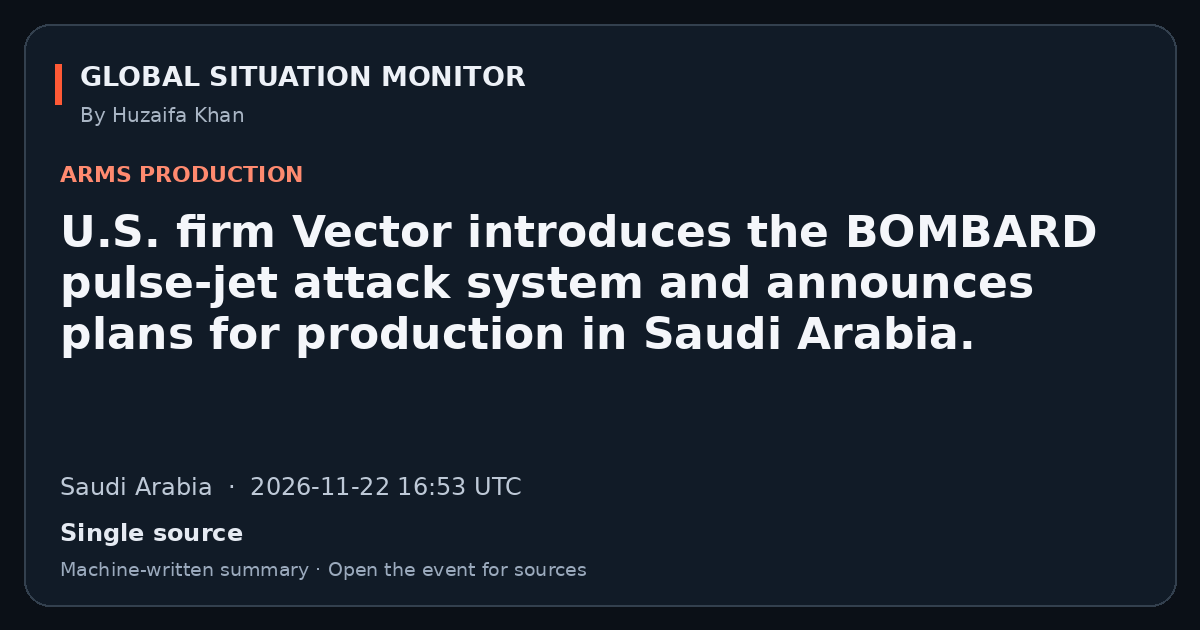 GLOBAL SITUATION MONITOR
By Huzaifa Khan
ARMS PRODUCTION
U.S. firm Vector introduces the BOMBARD
pulse-jet attack system and announces
plans for production in Saudi Arabia.
Saudi Arabia · 2026-11-22 16:53 UTC
Single source
Machine-written summary · Open the event for sources